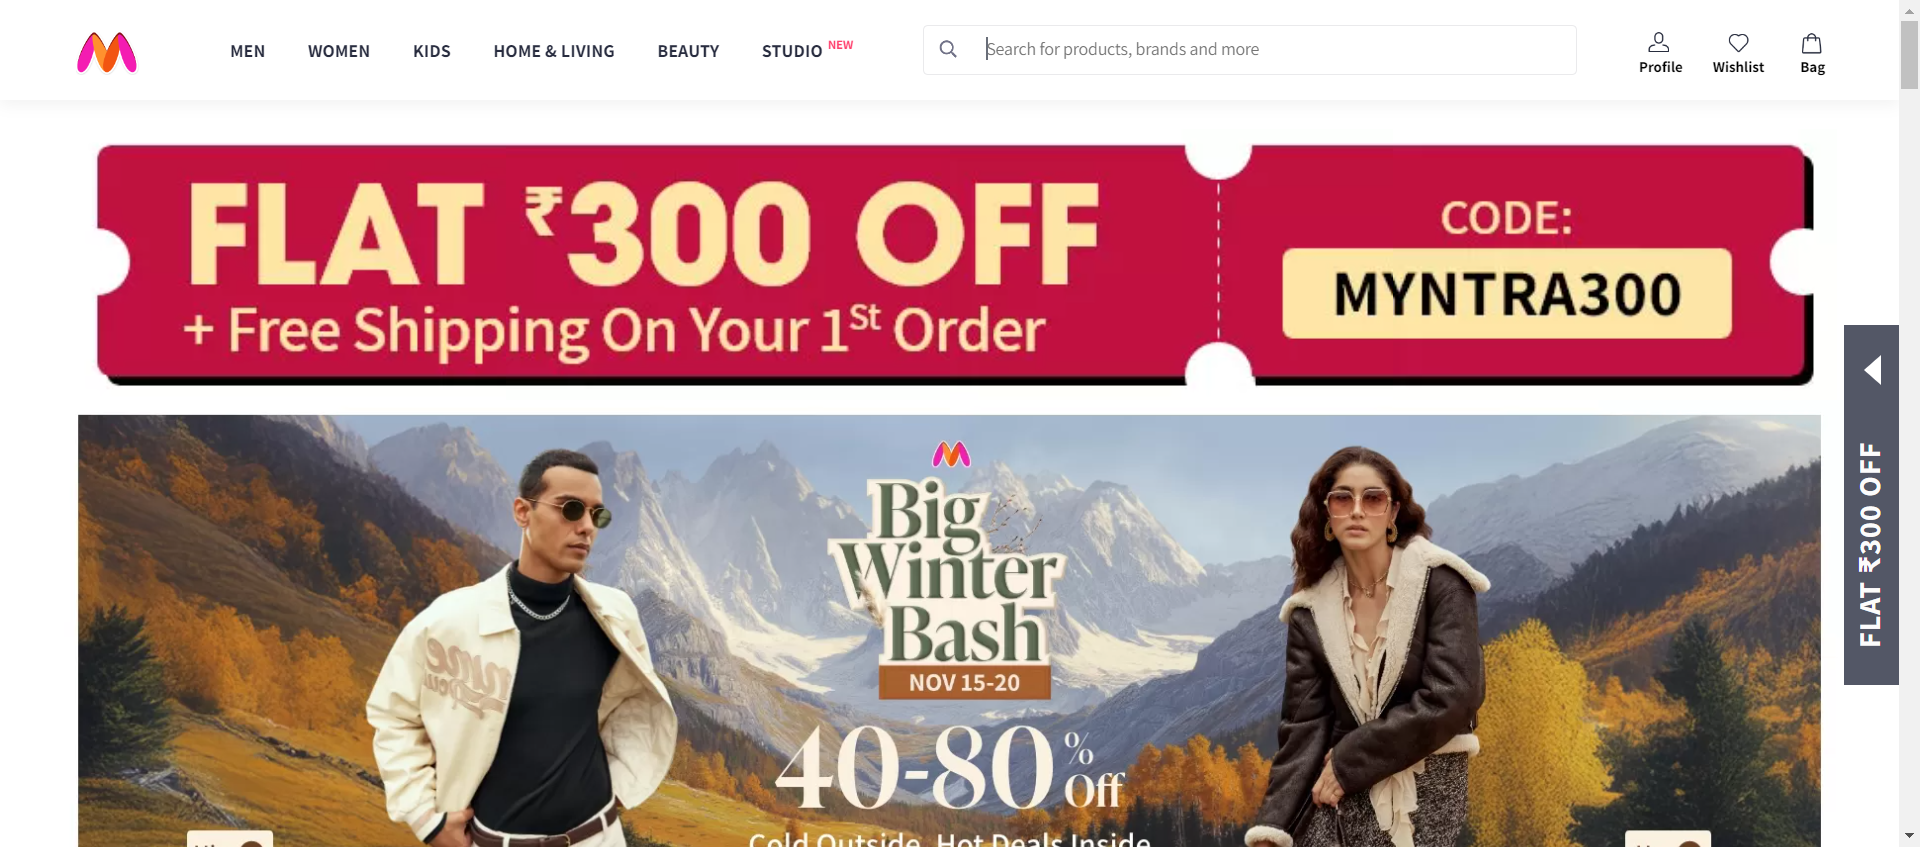 MEN WOMEN KIDS HOME & LIVING BEAUTY STUDIO NEW
Search for products, brands and more
Profile Wishlist Bag
FLAT ₹300 OFF
+ Free Shipping On Your 1st Order
CODE:
MYNTRA300
FLAT ₹300 OFF
Big
Winter
Bash
NOV 15-20
40-80% Off
Cold Outside, Hot Deals Inside